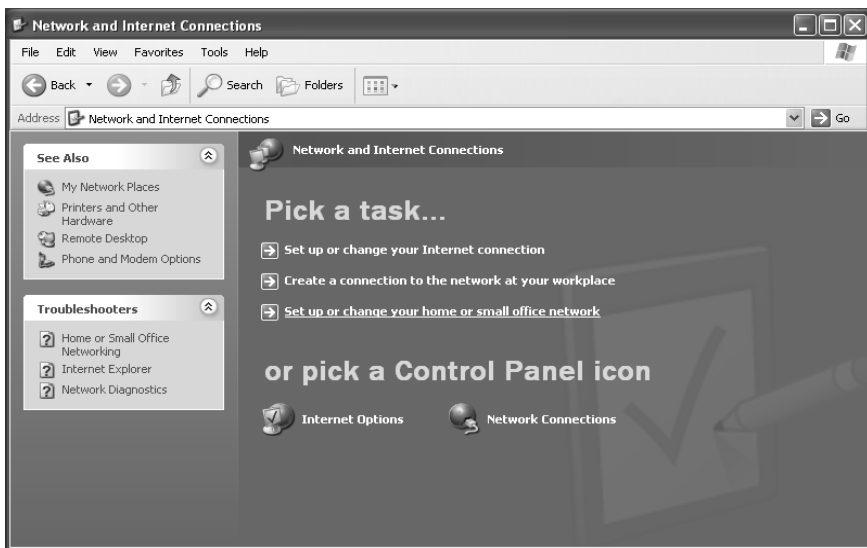 Network and Internet Connections
File Edit View Favorites Tools Help
Back Search Folders
Address Network and Internet Connections Go
See Also
My Network Places
Printers and Other
Hardware
Remote Desktop
Phone and Modem Options
Troubleshooters
Home or Small Office
Networking
Internet Explorer
Network Diagnostics
Network and Internet Connections
Pick a task...
Set up or change your Internet connection
Create a connection to the network at your workplace
Set up or change your home or small office network
or pick a Control Panel icon
Internet Options Network Connections